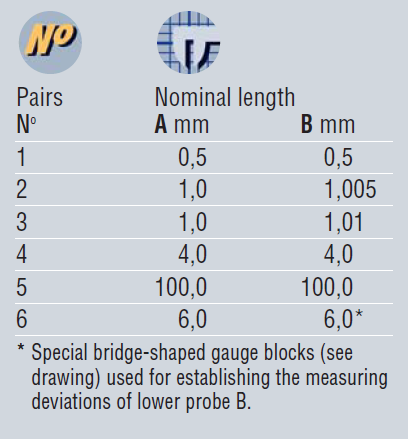 Nº
Pairs Nominal length
Nº A mm B mm
1 0,5 0,5
2 1,0 1,005
3 1,0 1,01
4 4,0 4,0
5 100,0 100,0
6 6,0 6,0*
* Special bridge-shaped gauge blocks (see
drawing) used for establishing the measuring
deviations of lower probe B.